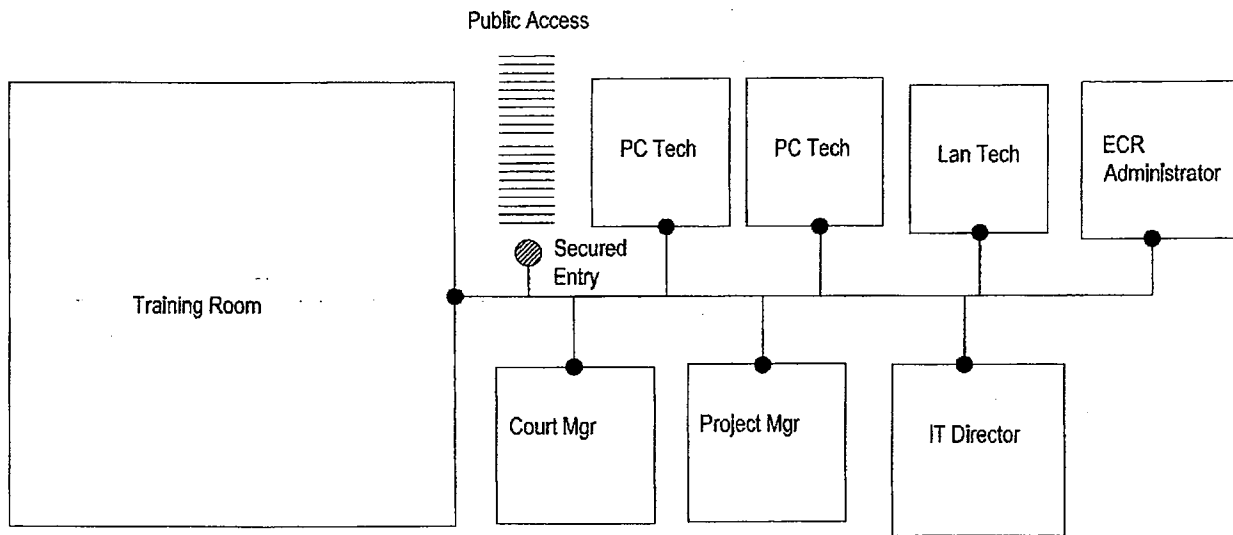 Public Access
PC Tech
PC Tech
Lan Tech
ECR
Administrator
Secured
Entry
Training Room
Court Mgr
Project Mgr
IT Director